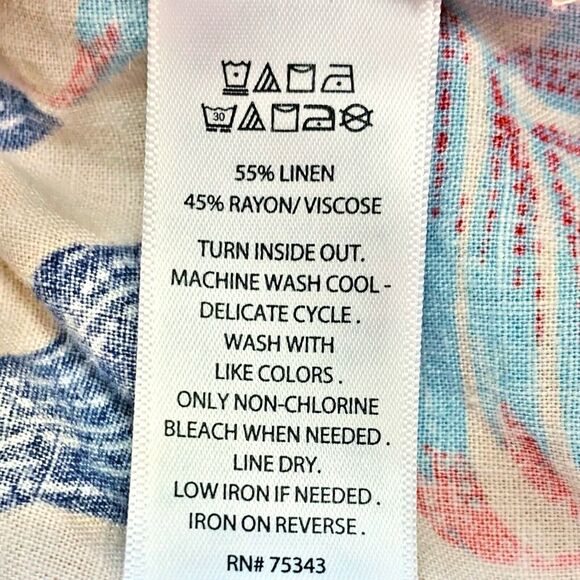 30
55% LINEN
45% RAYON/ VISCOSE
TURN INSIDE OUT.
MACHINE WASH COOL -
DELICATE CYCLE .
WASH WITH
LIKE COLORS .
ONLY NON-CHLORINE
BLEACH WHEN NEEDED .
LINE DRY.
LOW IRON IF NEEDED .
IRON ON REVERSE .
RN# 75343